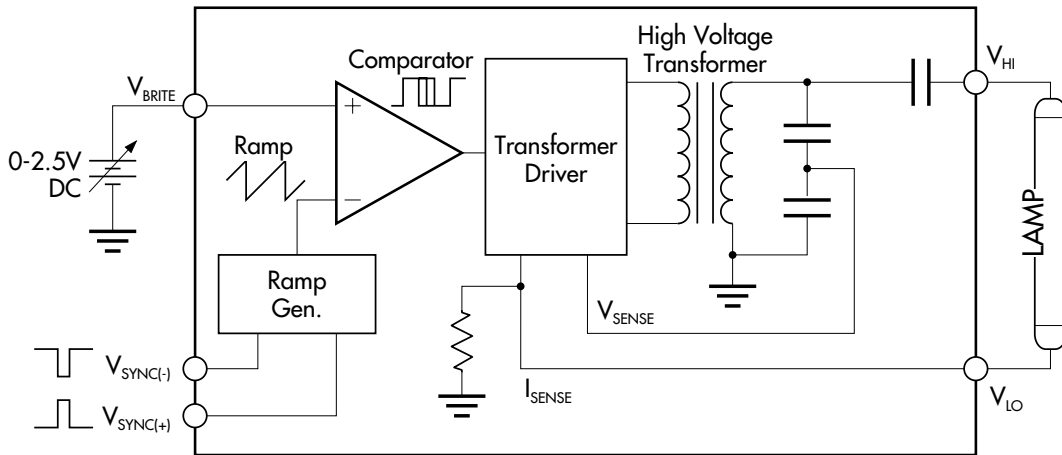 High Voltage
Transformer
V_HI
Comparator
V_BRITE
+
0-2.5V
DC
Ramp
Transformer
Driver
−
LAMP
Ramp
Gen.
V_SENSE
V_SYNC(-)
I_SENSE
V_LO
V_SYNC(+)